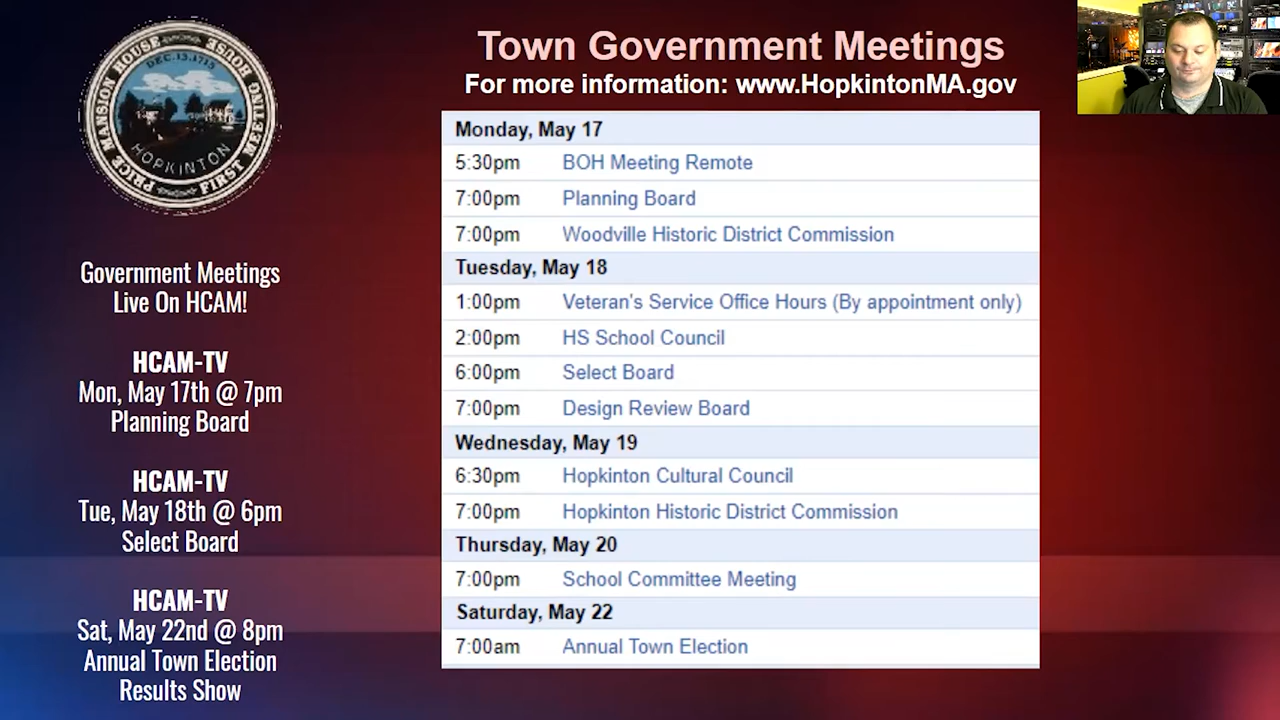 PRICE MANSION HOUSE
FIRST MEETING HOUSE
DEC.13.1715
HOPKINTON
Town Government Meetings
For more information: www.HopkintonMA.gov
Government Meetings
Live On HCAM!
HCAM-TV
Mon, May 17th @ 7pm
Planning Board
HCAM-TV
Tue, May 18th @ 6pm
Select Board
HCAM-TV
Sat, May 22nd @ 8pm
Annual Town Election
Results Show
Monday, May 17
5:30pm BOH Meeting Remote
7:00pm Planning Board
7:00pm Woodville Historic District Commission
Tuesday, May 18
1:00pm Veteran's Service Office Hours (By appointment only)
2:00pm HS School Council
6:00pm Select Board
7:00pm Design Review Board
Wednesday, May 19
6:30pm Hopkinton Cultural Council
7:00pm Hopkinton Historic District Commission
Thursday, May 20
7:00pm School Committee Meeting
Saturday, May 22
7:00am Annual Town Election